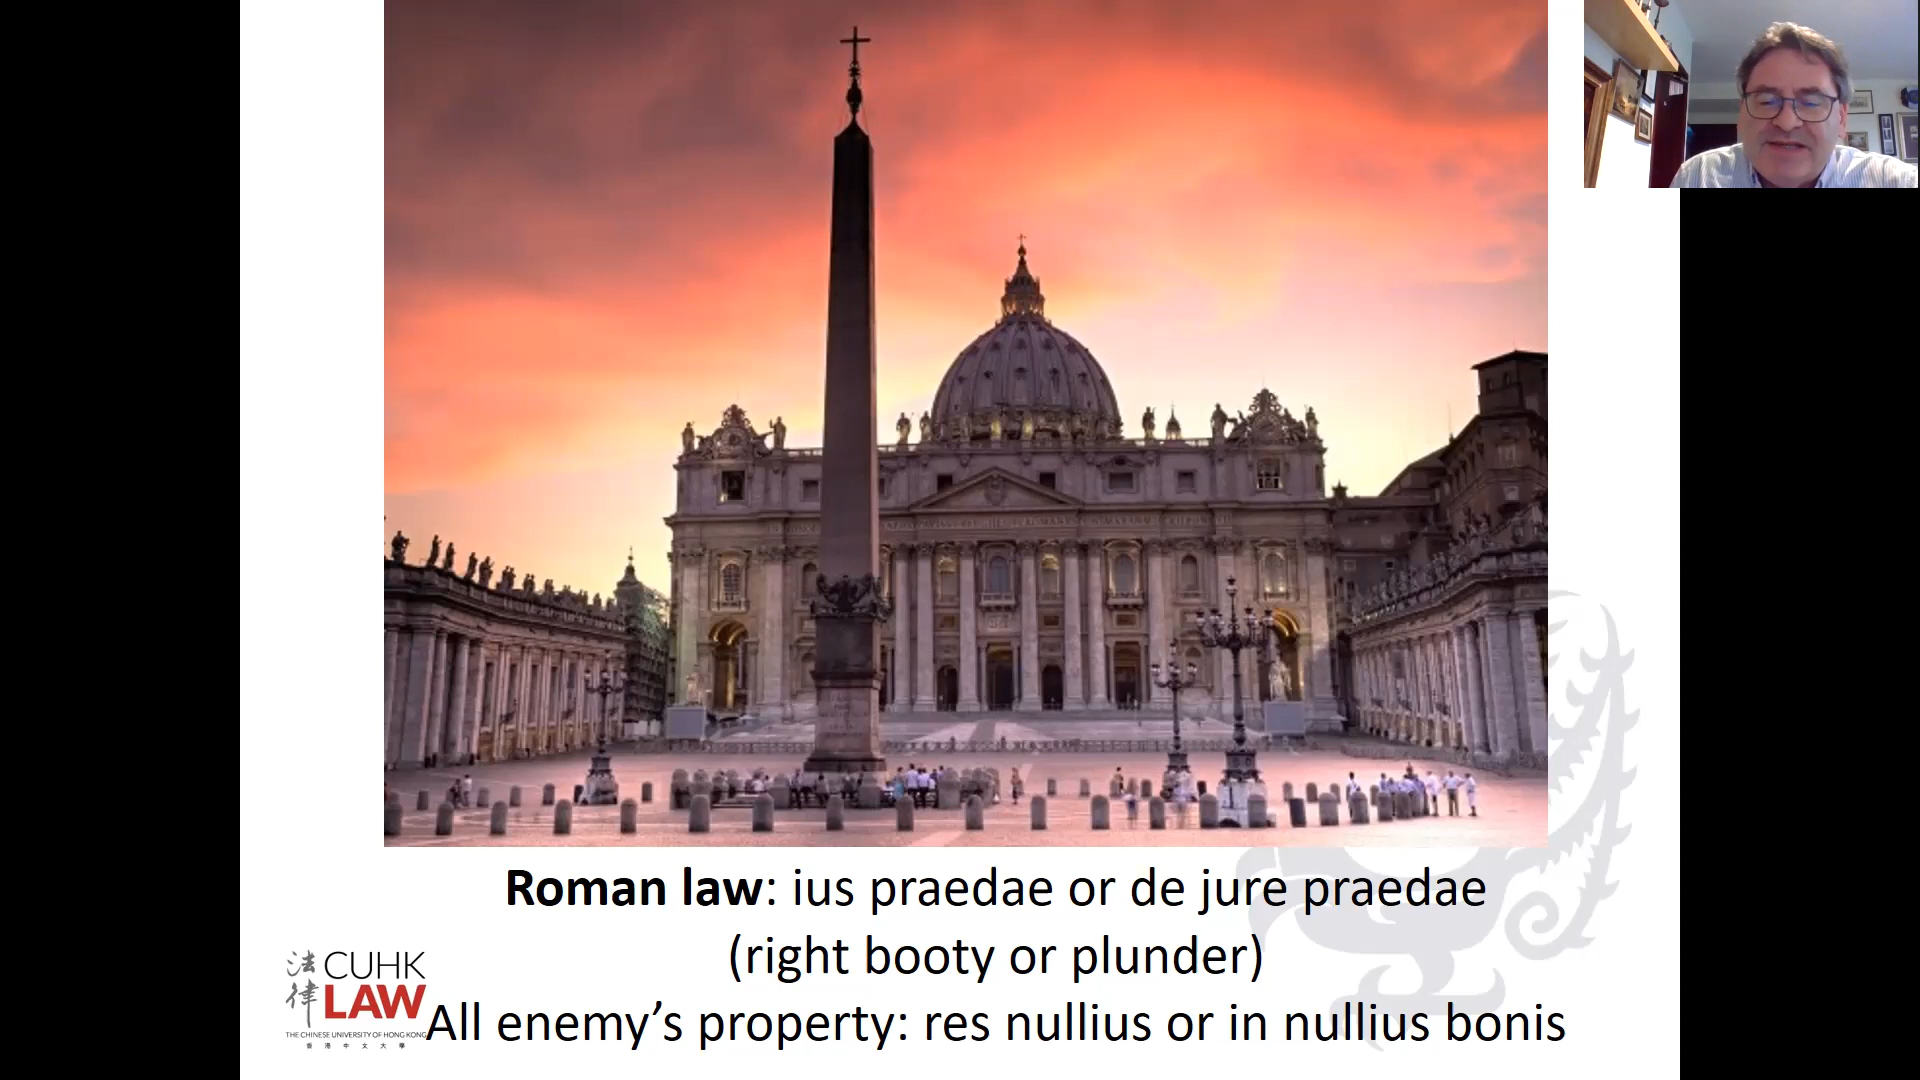 Roman law: ius praedae or de jure praedae
(right booty or plunder)
All enemy’s property: res nullius or in nullius bonis
法律
CUHK
LAW
THE CHINESE UNIVERSITY OF HONG KONG
香港中文大學